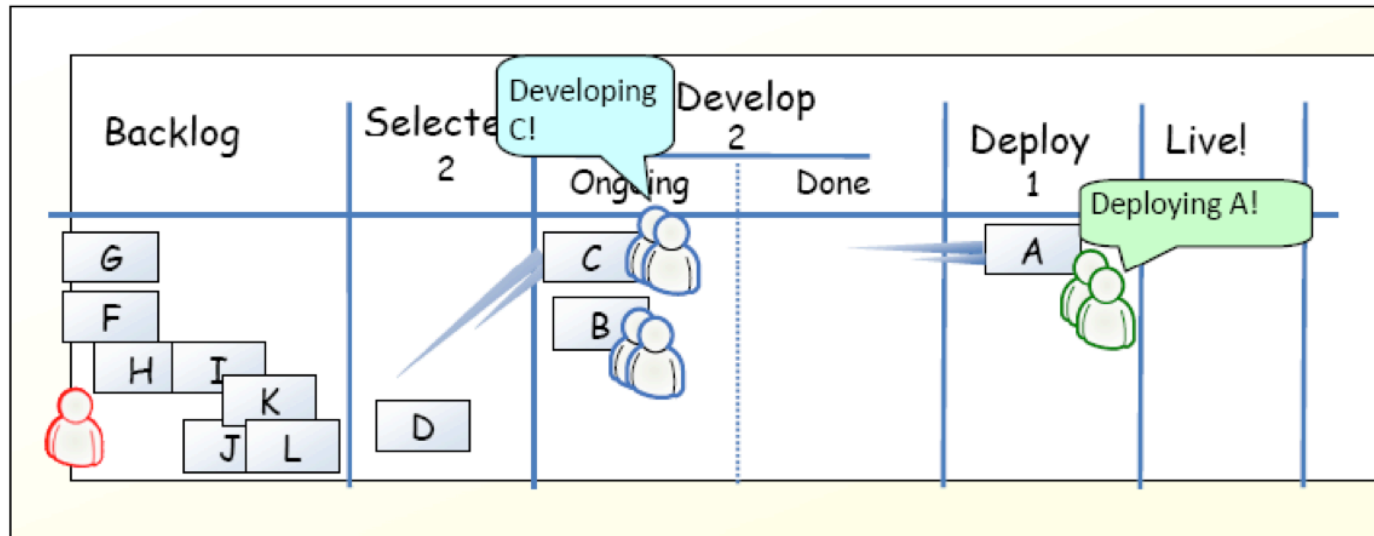 Backlog
Selecte
2
Developing
C!
Develop
2
Ongoing
Done
Deploy
1
Live!
Deploying A!
G
F
H
I
K
J
L
D
C
B
A